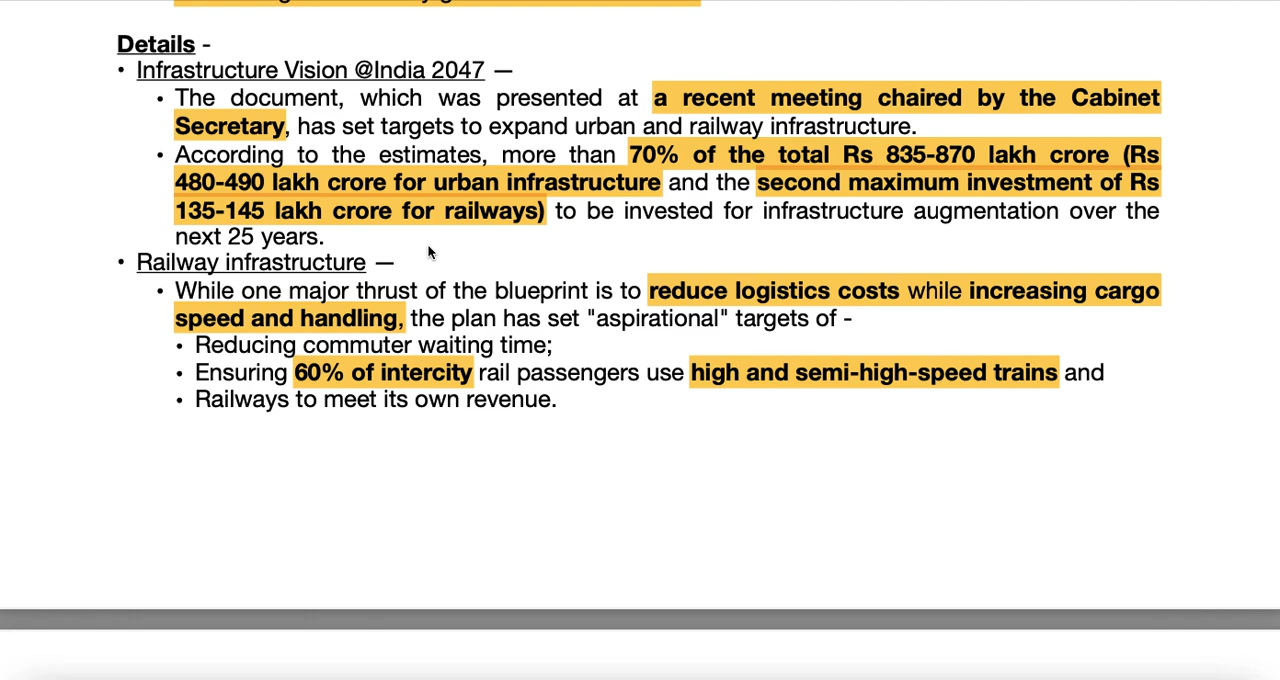 Details -
• Infrastructure Vision @India 2047 —
• The document, which was presented at a recent meeting chaired by the Cabinet
Secretary, has set targets to expand urban and railway infrastructure.
• According to the estimates, more than 70% of the total Rs 835-870 lakh crore (Rs
480-490 lakh crore for urban infrastructure and the second maximum investment of Rs
135-145 lakh crore for railways) to be invested for infrastructure augmentation over the
next 25 years.
• Railway infrastructure —
• While one major thrust of the blueprint is to reduce logistics costs while increasing cargo
speed and handling, the plan has set "aspirational" targets of -
• Reducing commuter waiting time;
• Ensuring 60% of intercity rail passengers use high and semi-high-speed trains and
• Railways to meet its own revenue.